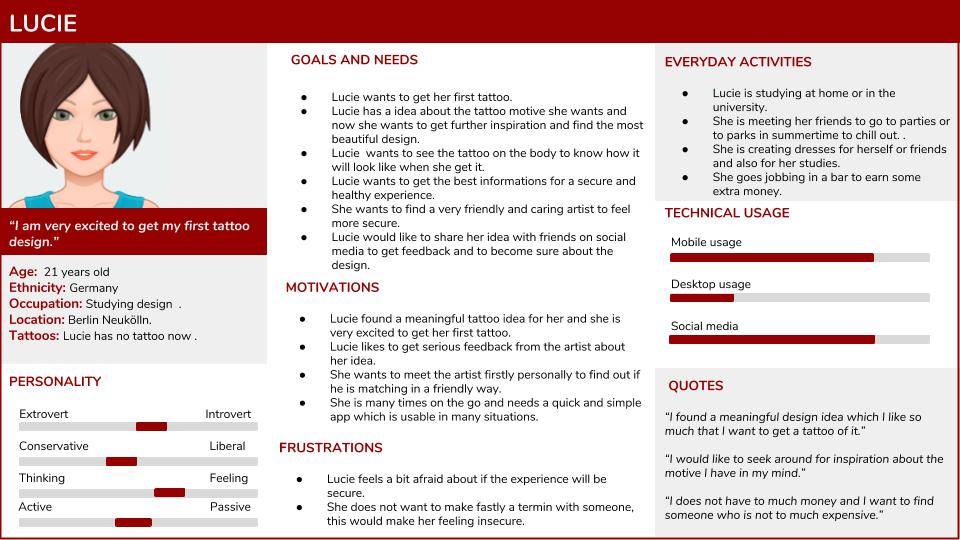 LUCIE
“I am very excited to get my first tattoo
design.”
Age: 21 years old
Ethnicity: Germany
Occupation: Studying design .
Location: Berlin Neukölln.
Tattoos: Lucie has no tattoo now .
PERSONALITY
Extrovert Introvert
Conservative Liberal
Thinking Feeling
Active Passive
GOALS AND NEEDS
● Lucie wants to get her first tattoo.
● Lucie has a idea about the tattoo motive she wants and
now she wants to get further inspiration and find the most
beautiful design.
● Lucie wants to see the tattoo on the body to know how it
will look like when she get it.
● Lucie wants to get the best informations for a secure and
healthy experience.
● She wants to find a very friendly and caring artist to feel
more secure.
● Lucie would like to share her idea with friends on social
media to get feedback and to become sure about the
design.
MOTIVATIONS
● Lucie found a meaningful tattoo idea for her and she is
very excited to get her first tattoo.
● Lucie likes to get serious feedback from the artist about
her idea.
● She wants to meet the artist firstly personally to find out if
he is matching in a friendly way.
● She is many times on the go and needs a quick and simple
app which is usable in many situations.
FRUSTRATIONS
● Lucie feels a bit afraid about if the experience will be
secure.
● She does not want to make fastly a termin with someone,
this would make her feeling insecure.
EVERYDAY ACTIVITIES
● Lucie is studying at home or in the
university.
● She is meeting her friends to go to parties or
to parks in summertime to chill out. .
● She is creating dresses for herself or friends
and also for her studies.
● She goes jobbing in a bar to earn some
extra money.
TECHNICAL USAGE
Mobile usage
Desktop usage
Social media
QUOTES
“I found a meaningful design idea which I like so
much that I want to get a tattoo of it.”
“I would like to seek around for inspiration about the
motive I have in my mind.”
“I does not have to much money and I want to find
someone who is not to much expensive.”